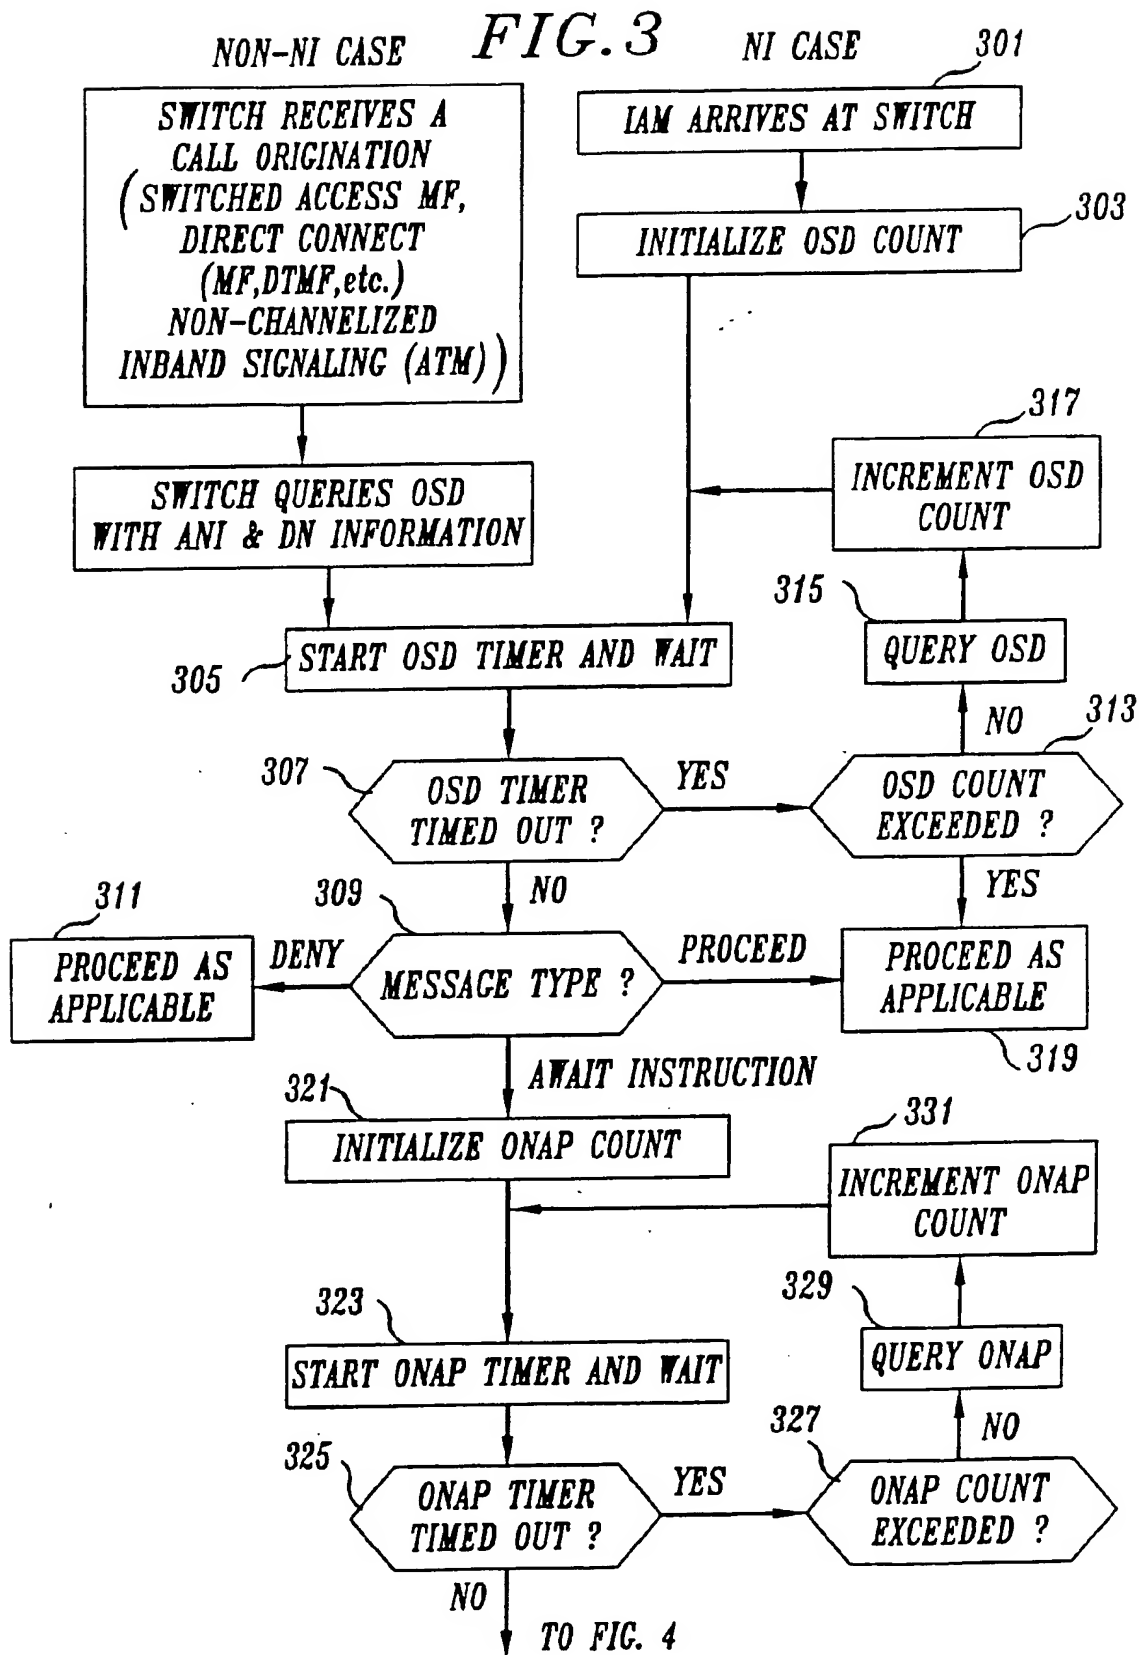 FIG.3
NON-NI CASE
NI CASE
301
SWITCH RECEIVES A
CALL ORIGINATION
(SWITCHED ACCESS MF,
DIRECT CONNECT
(MF,DTMF,etc.)
NON-CHANNELIZED
INBAND SIGNALING (ATM))
IAM ARRIVES AT SWITCH
303
INITIALIZE OSD COUNT
317
INCREMENT OSD
COUNT
SWITCH QUERIES OSD
WITH ANI & DN INFORMATION
315
QUERY OSD
305
START OSD TIMER AND WAIT
NO
313
307
OSD TIMER
TIMED OUT ?
YES
OSD COUNT
EXCEEDED ?
NO
YES
311
309
DENY
PROCEED AS
APPLICABLE
MESSAGE TYPE ?
PROCEED
PROCEED AS
APPLICABLE
319
AWAIT INSTRUCTION
321
INITIALIZE ONAP COUNT
331
INCREMENT ONAP
COUNT
323
START ONAP TIMER AND WAIT
329
QUERY ONAP
NO
327
325
ONAP TIMER
TIMED OUT ?
YES
ONAP COUNT
EXCEEDED ?
NO
TO FIG. 4